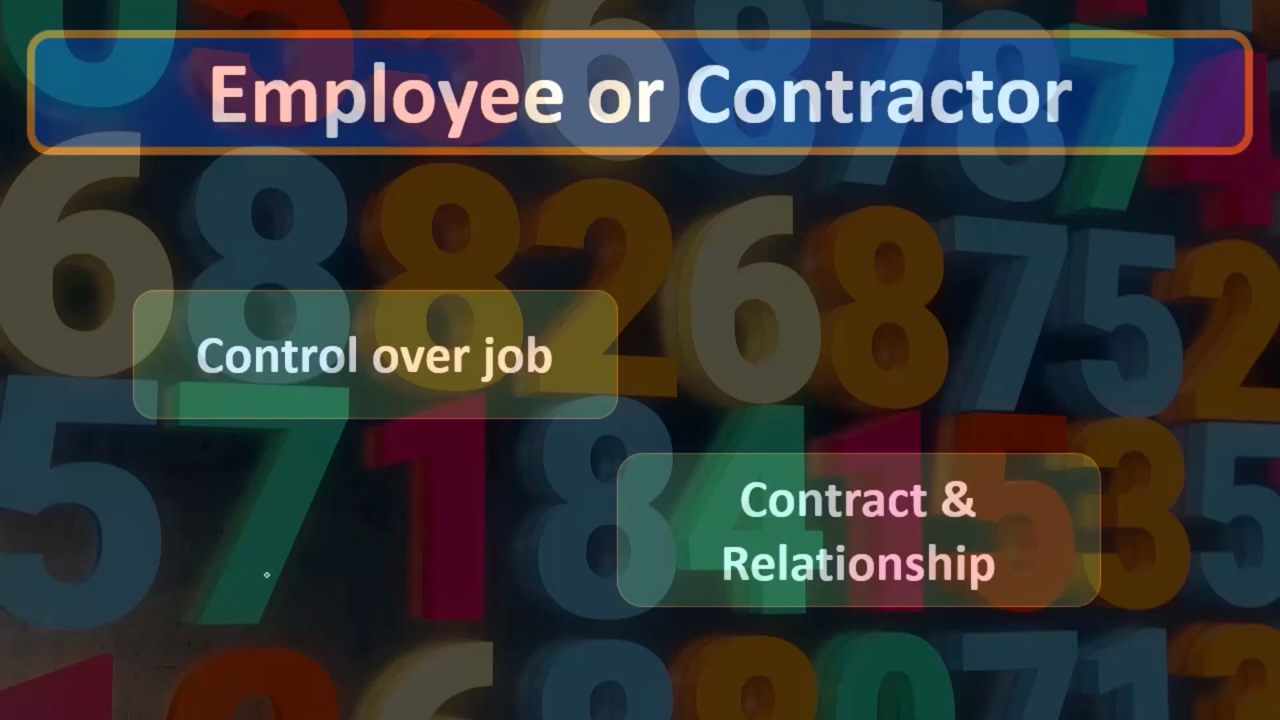 Employee or Contractor
Control over job
Contract &
Relationship